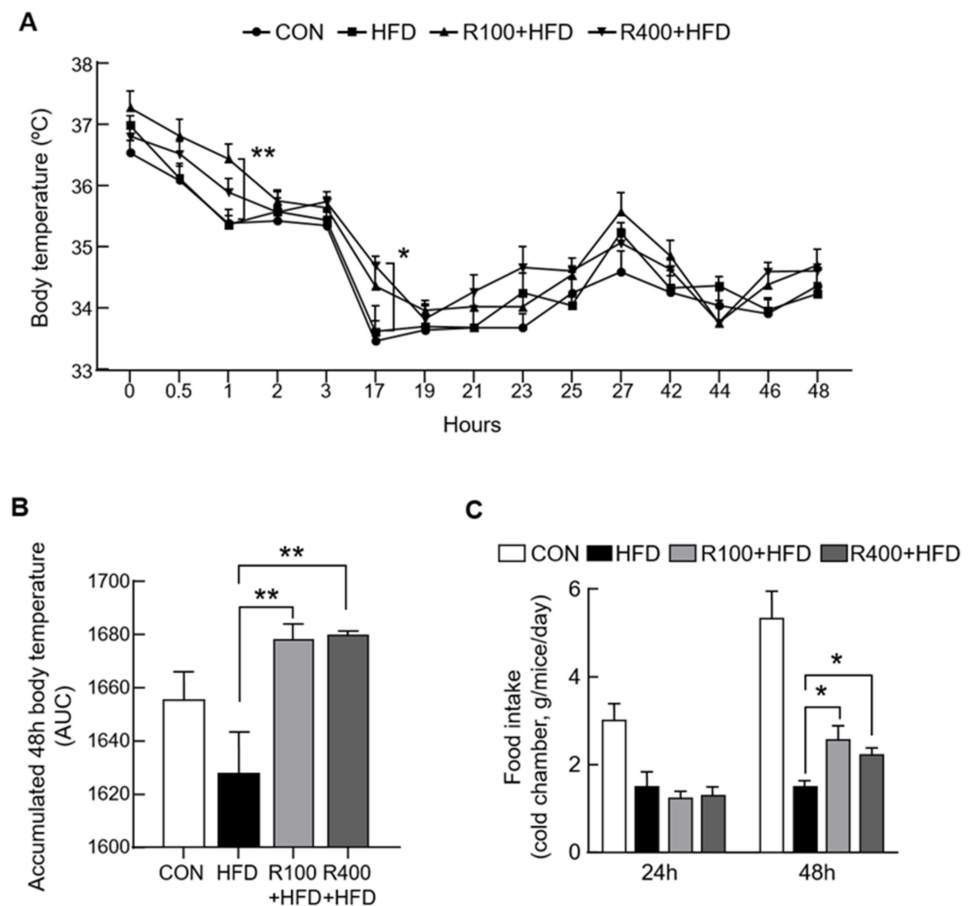 A
CON HFD R100+HFD R400+HFD
Body temperature (ºC)
38
37
36
35
34
33
**
*
0 0.5 1 2 3 17 19 21 23 25 27 42 44 46 48
Hours
B
Accumulated 48h body temperature
(AUC)
1700
1680
1660
1640
1620
1600
**
**
CON HFD R100 R400
+HFD+HFD
C
CON HFD R100+HFD R400+HFD
Food intake
(cold chamber, g/mice/day)
6
4
2
0
*
*
24h 48h